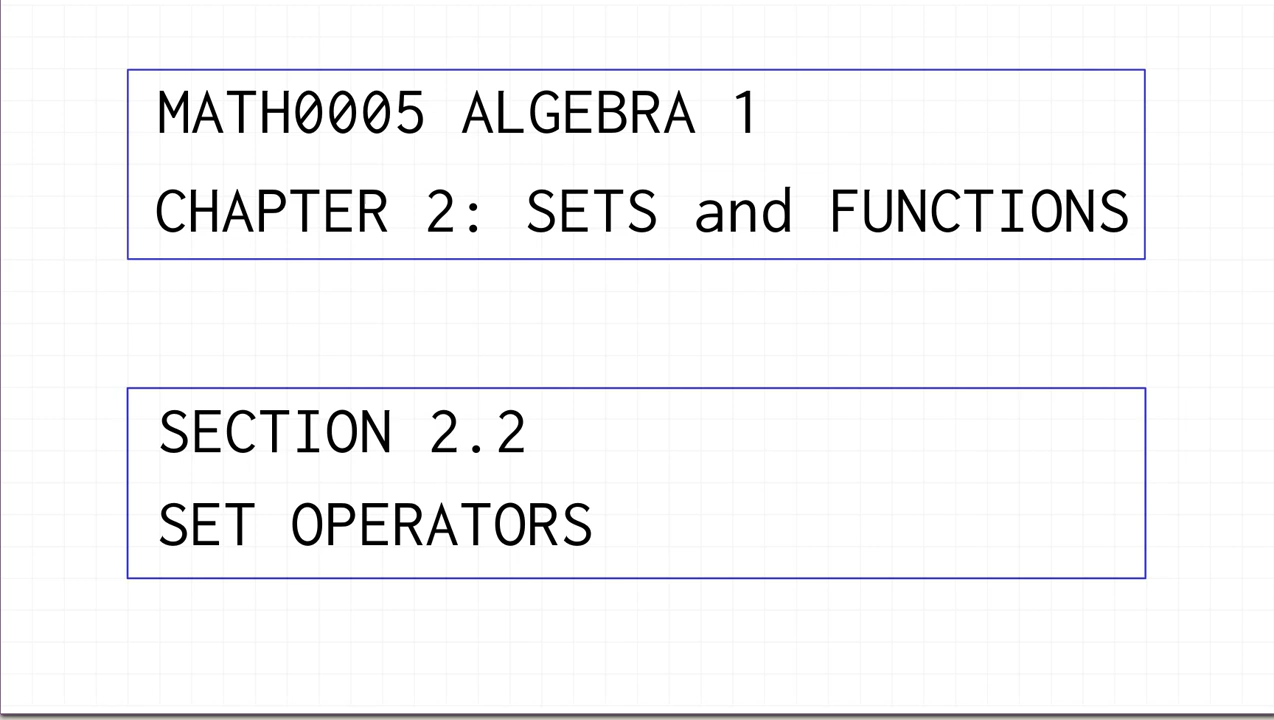 MATH0005 ALGEBRA 1
CHAPTER 2: SETS and FUNCTIONS
SECTION 2.2
SET OPERATORS